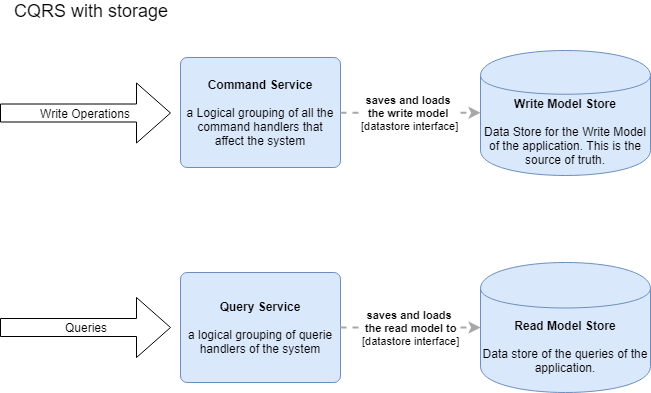 CQRS with storage
Command Service
a Logical grouping of all the
command handlers that
affect the system
Write Operations
saves and loads
the write model
[datastore interface]
Write Model Store
Data Store for the Write Model
of the application. This is the
source of truth.
Query Service
a logical grouping of querie
handlers of the system
Queries
saves and loads
the read model to
[datastore interface]
Read Model Store
Data store of the queries of the
application.